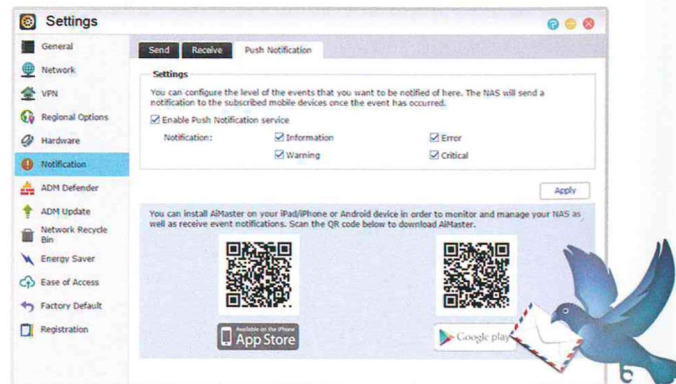 Settings
General
Network
VPN
Regional Options
Hardware
Notification
ADM Defender
ADM Update
Network Recycle
Bin
Energy Saver
Ease of Access
Factory Default
Registration
Send Receive Push Notification
Settings
You can configure the level of the events that you want to be notified of here. The NAS will send a
notification to the subscribed mobile devices once the event has occurred.
Enable Push Notification service
Notification: Information Error
Warning Critical
Apply
You can install AiMaster on your iPad/iPhone or Android device in order to monitor and manage your NAS as
well as receive event notifications. Scan the QR code below to download AiMaster.
Available on the iPhone
App Store
Google play